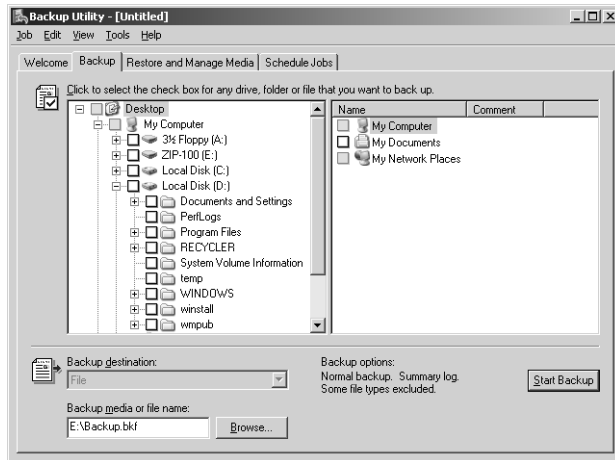 Backup Utility - [Untitled]
Job Edit View Tools Help
Welcome Backup Restore and Manage Media Schedule Jobs
Click to select the check box for any drive, folder or file that you want to back up.
Desktop
My Computer
3½ Floppy (A:)
ZIP-100 (E:)
Local Disk (C:)
Local Disk (D:)
Documents and Settings
PerfLogs
Program Files
RECYCLER
System Volume Information
temp
WINDOWS
winstall
wmpub
Name Comment
My Computer
My Documents
My Network Places
Backup destination:
File
Backup media or file name:
E:\Backup.bkf
Browse...
Backup options:
Normal backup. Summary log.
Some file types excluded.
Start Backup